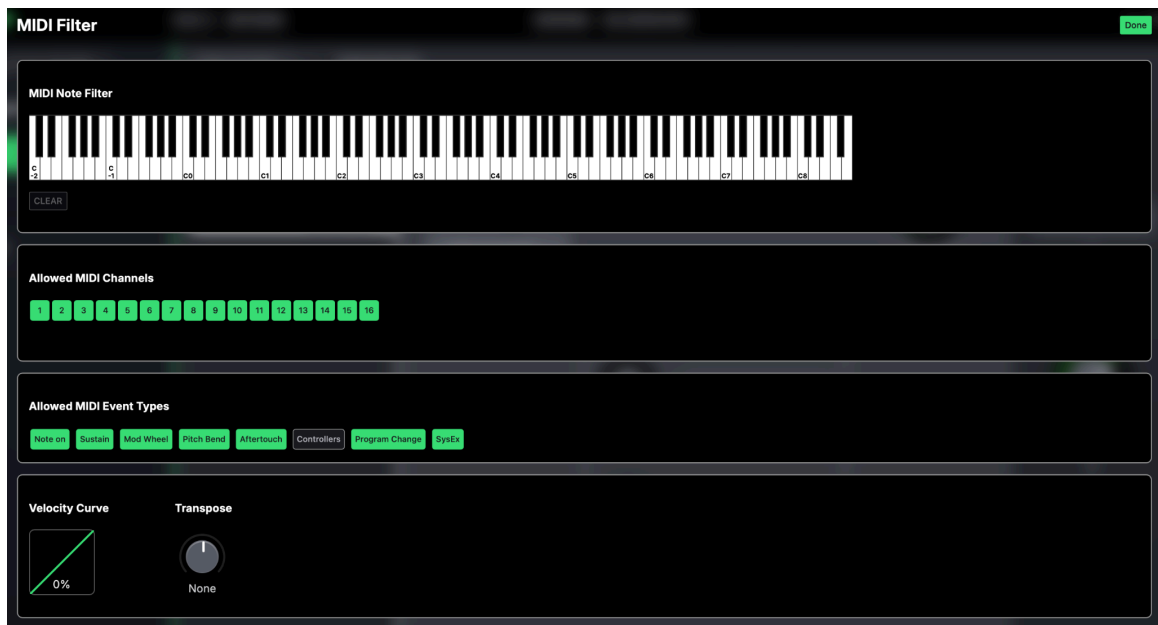 MIDI Filter
Done
MIDI Note Filter
C
-2
C
-1
C0
C1
C2
C3
C4
C5
C6
C7
C8
CLEAR
Allowed MIDI Channels
1 2 3 4 5 6 7 8 9 10 11 12 13 14 15 16
Allowed MIDI Event Types
Note on Sustain Mod Wheel Pitch Bend Aftertouch Controllers Program Change SysEx
Velocity Curve Transpose
0%
None